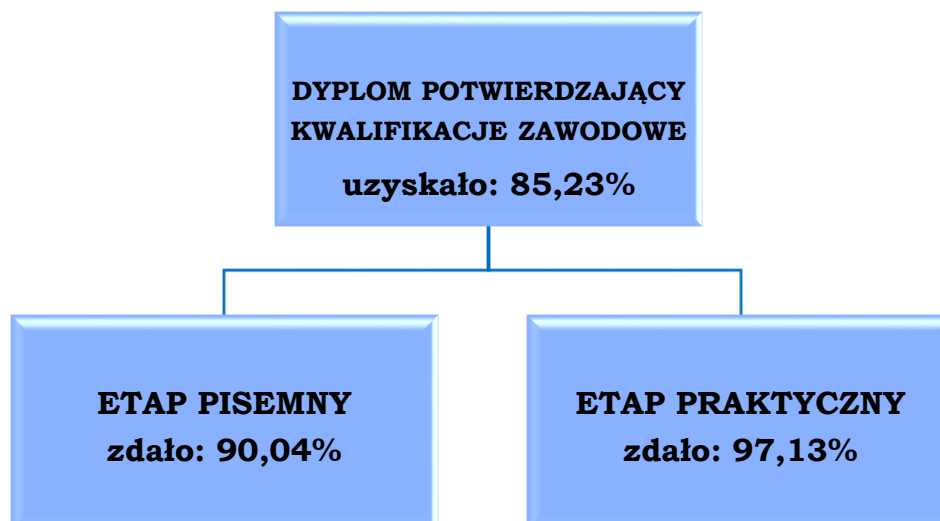 DYPLOM POTWIERDZAJĄCY
KWALIFIKACJE ZAWODOWE
uzyskało: 85,23%
ETAP PISEMNY
zdało: 90,04%
ETAP PRAKTYCZNY
zdało: 97,13%